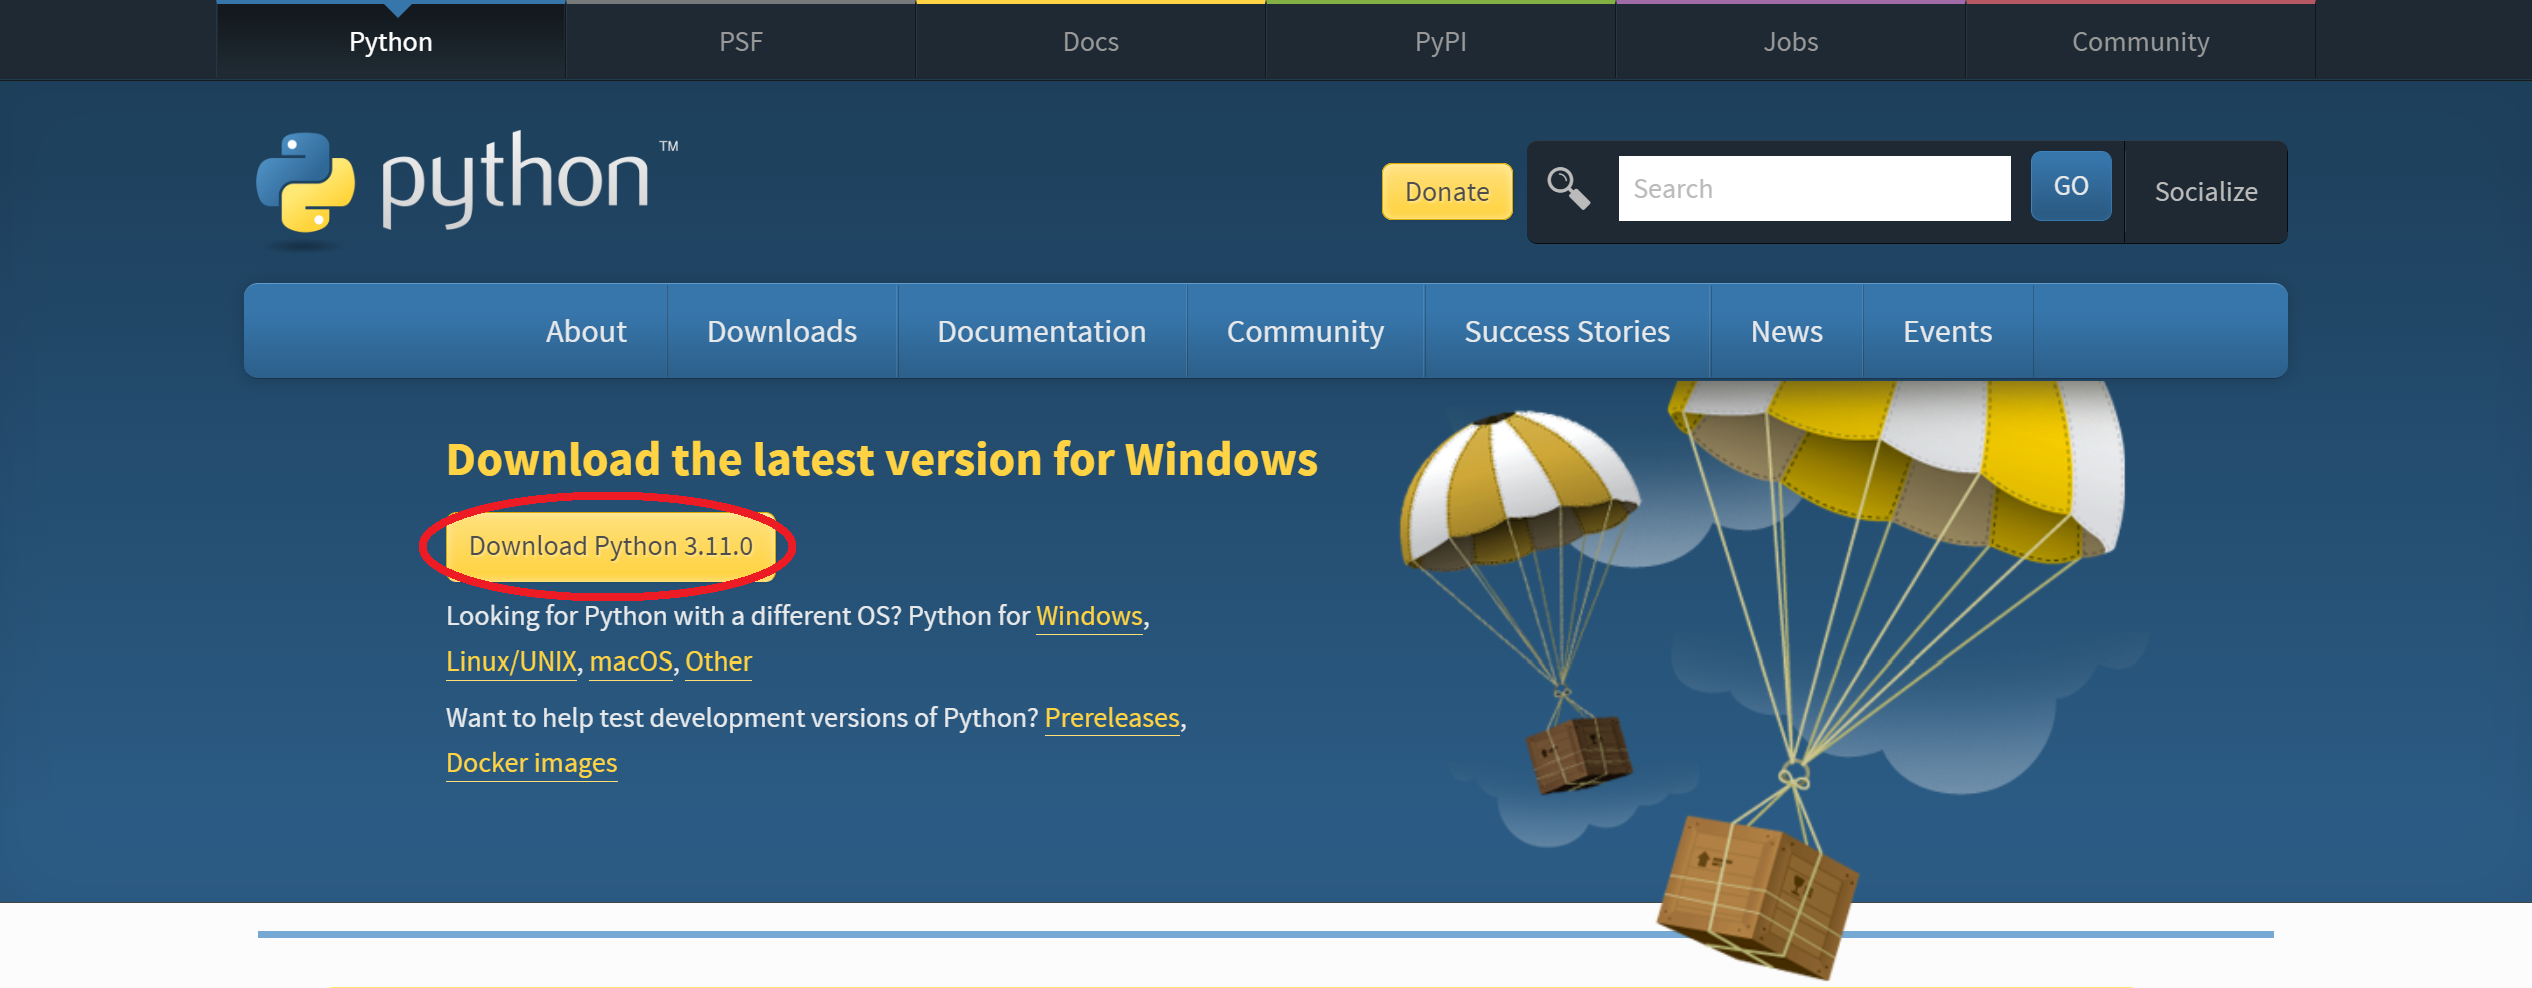 Python
PSF
Docs
PyPI
Jobs
Community
python™
Donate
Search
GO
Socialize
About
Downloads
Documentation
Community
Success Stories
News
Events
Download the latest version for Windows
Download Python 3.11.0
Looking for Python with a different OS? Python for Windows,
Linux/UNIX, macOS, Other
Want to help test development versions of Python? Prereleases,
Docker images